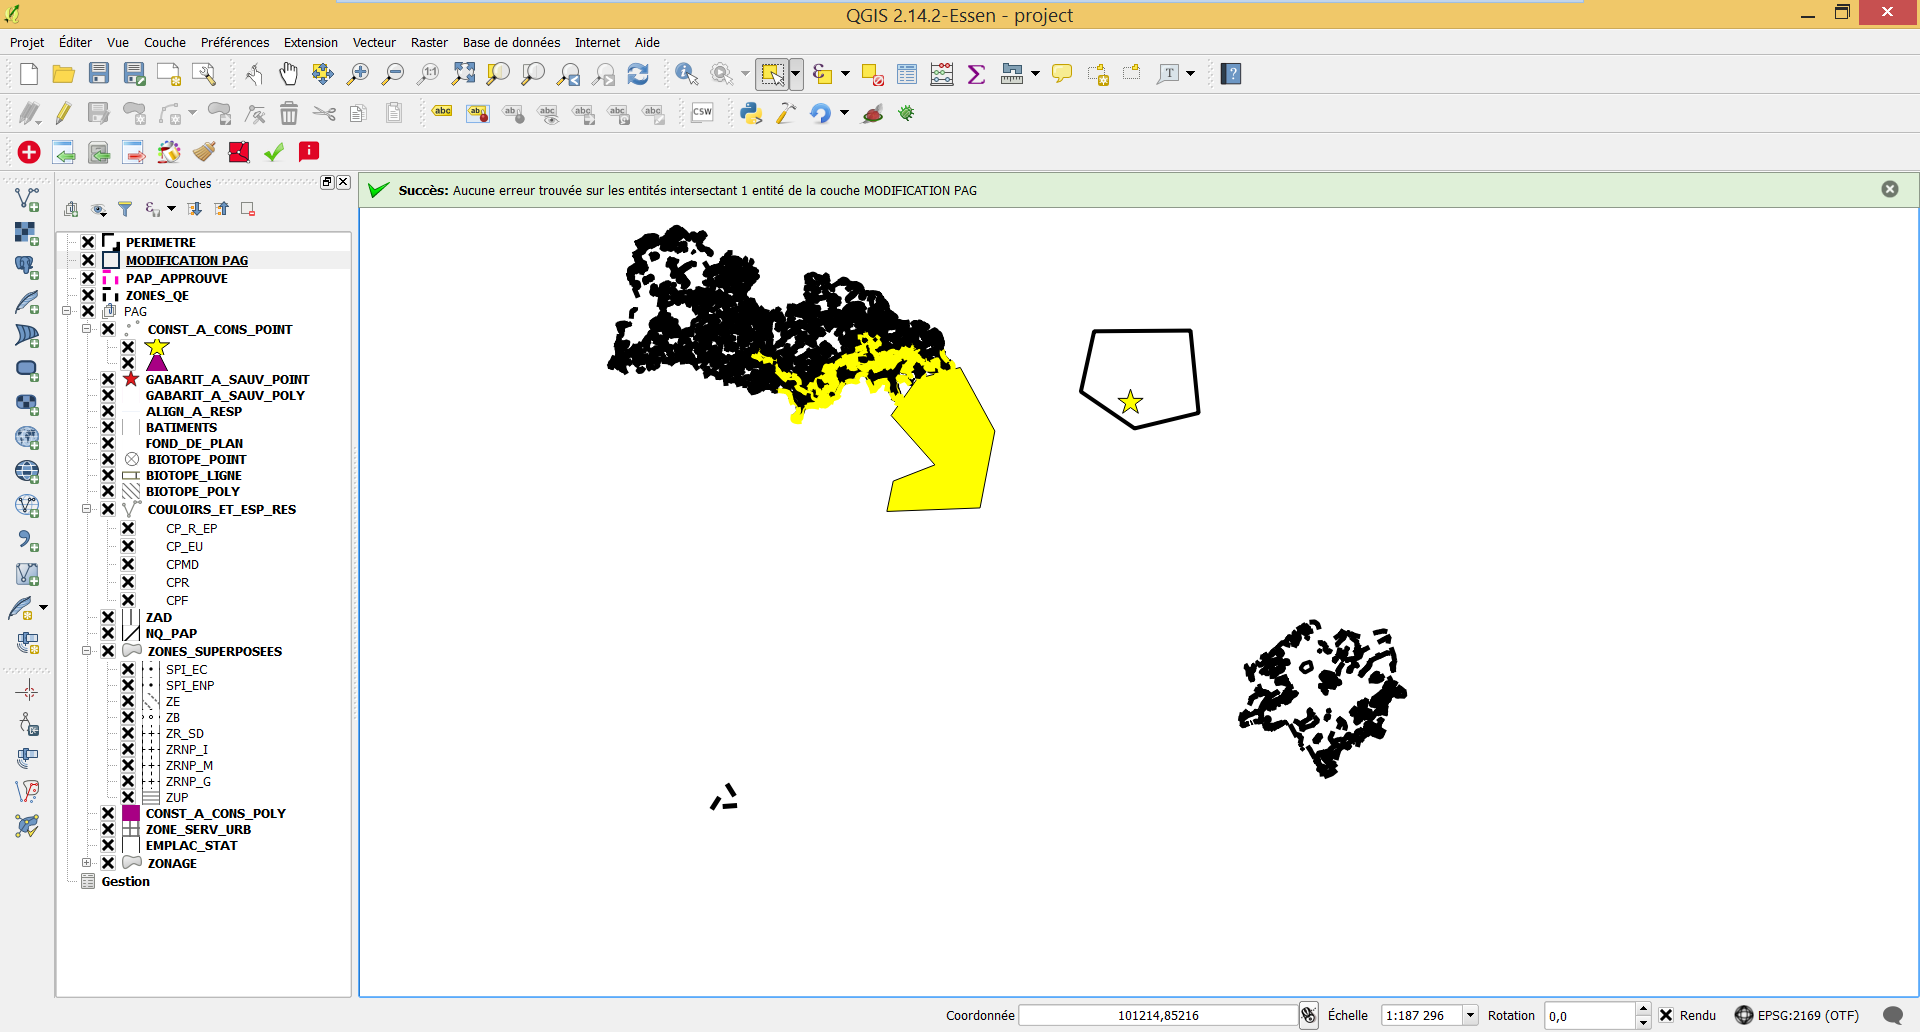 QGIS 2.14.2-Essen - project
Projet Éditer Vue Couche Préférences Extension Vecteur Raster Base de données Internet Aide
Couches
Succès: Aucune erreur trouvée sur les entités intersectant 1 entité de la couche MODIFICATION PAG
PERIMETRE
MODIFICATION PAG
PAP_APPROUVE
ZONES_QE
PAG
CONST_A_CONS_POINT
GABARIT_A_SAUV_POINT
GABARIT_A_SAUV_POLY
ALIGN_A_RESP
BATIMENTS
FOND_DE_PLAN
BIOTOPE_POINT
BIOTOPE_LIGNE
BIOTOPE_POLY
COULOIRS_ET_ESP_RES
CP_R_EP
CP_EU
CPMD
CPR
CPF
ZAD
NQ_PAP
ZONES_SUPERPOSEES
SPI_EC
SPI_ENP
ZE
ZB
ZR_SD
ZRNP_I
ZRNP_M
ZRNP_G
ZUP
CONST_A_CONS_POLY
ZONE_SERV_URB
EMPLAC_STAT
ZONAGE
Gestion
Coordonnée 101214,85216 Échelle 1:187 296 Rotation 0,0 Rendu EPSG:2169 (OTF)